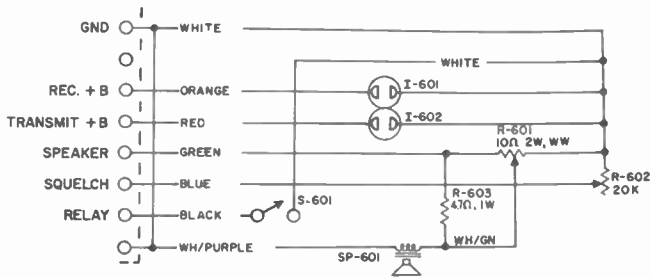 GND WHITE
WHITE
REC. +B ORANGE I-601
TRANSMIT +B RED I-602
R-601
10Ω 2W, WW
SPEAKER GREEN
SQUELCH BLUE
R-602
20K
R-603
47Ω, 1W
RELAY BLACK S-601
WH/PURPLE SP-601 WH/GN